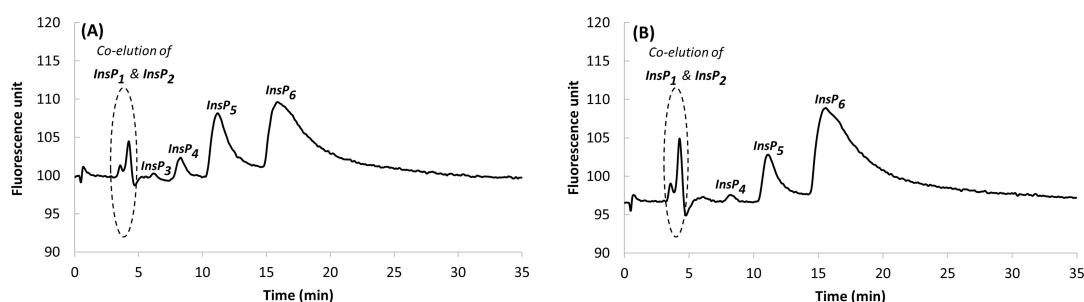 (A)
Co-elution of
InsP1 & InsP2
InsP3
InsP4
InsP5
InsP6
Fluorescence unit
120
115
110
105
100
95
90
0 5 10 15 20 25 30 35
Time (min)
(B)
Co-elution of
InsP1 & InsP2
InsP4
InsP5
InsP6
Fluorescence unit
120
115
110
105
100
95
90
0 5 10 15 20 25 30 35
Time (min)